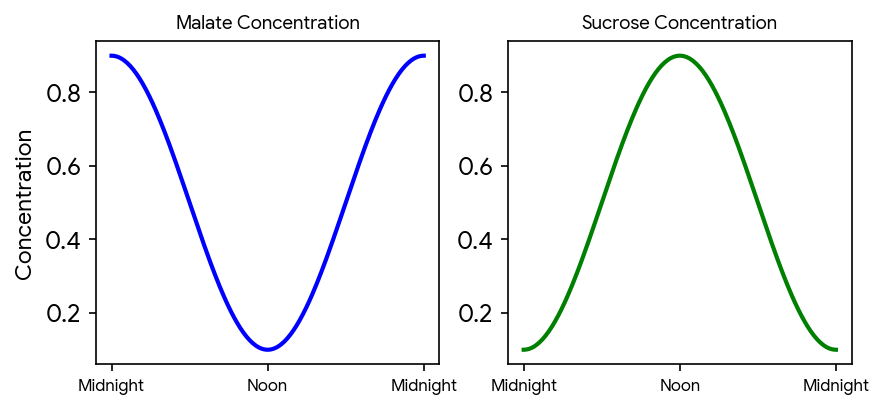 Malate Concentration
Sucrose Concentration
Concentration
0.8
0.6
0.4
0.2
Midnight
Noon
Midnight
0.8
0.6
0.4
0.2
Midnight
Noon
Midnight